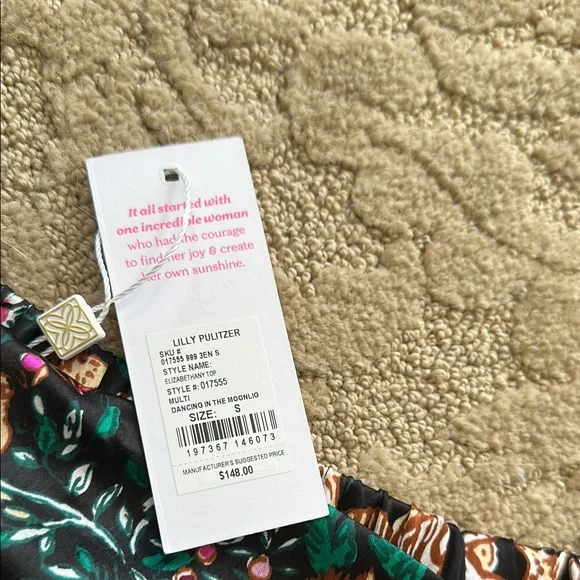 It all started with
one incredible woman
who had the courage
to find her joy & create
her own sunshine.
LILLY PULITZER
SKU #
017555 999 3EN S
STYLE NAME:
ELIZABETHANY TOP
STYLE #: 017555
MULTI
DANCING IN THE MOONLIG
SIZE: S
197367 146073
MANUFACTURER'S SUGGESTED PRICE
$148.00